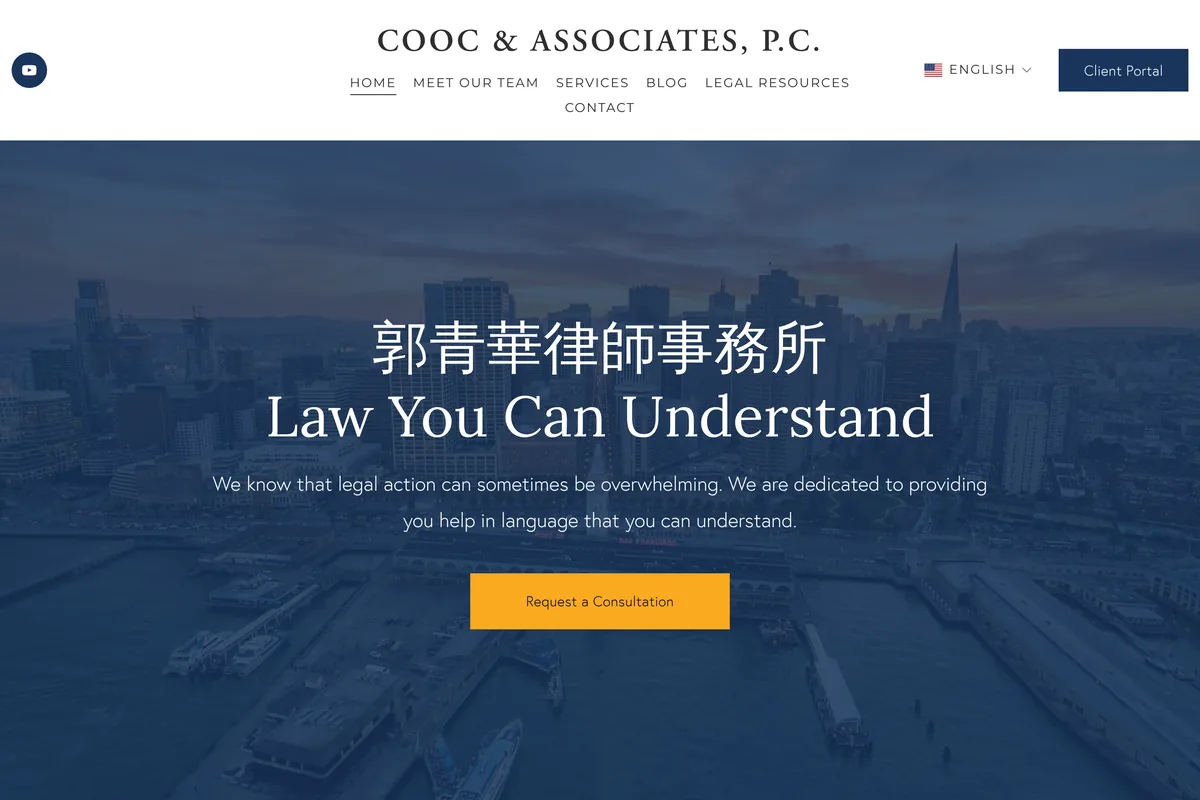 COOC & ASSOCIATES, P.C.
HOME MEET OUR TEAM SERVICES BLOG LEGAL RESOURCES
CONTACT
ENGLISH
Client Portal
郭青華律師事務所
Law You Can Understand
We know that legal action can sometimes be overwhelming. We are dedicated to providing
you help in language that you can understand.
Request a Consultation